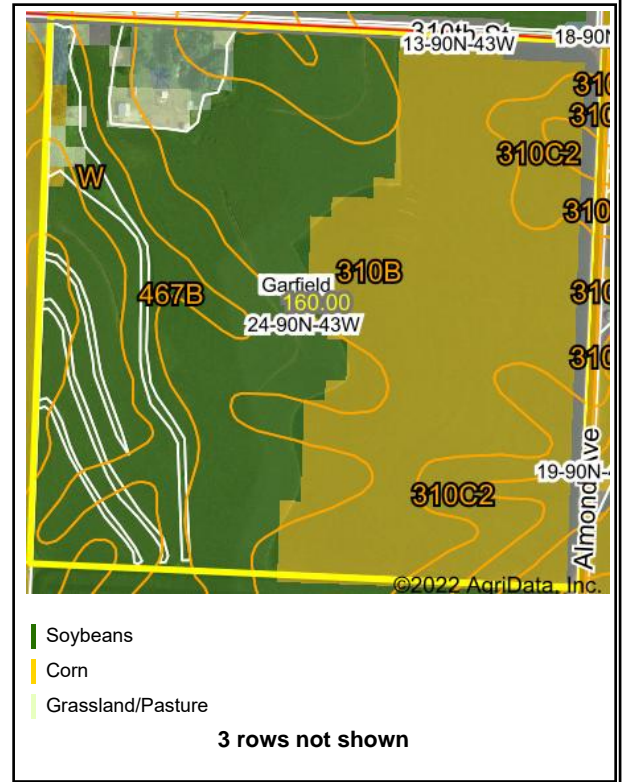 310th St
13-90N-43W
18-90N
310
310
310C2
W
310
310B
467B
Garfield
160.00
310
24-90N-43W
310
Almond Ave
19-90N-
310C2
©2022 AgriData, Inc.
Soybeans
Corn
Grassland/Pasture
3 rows not shown